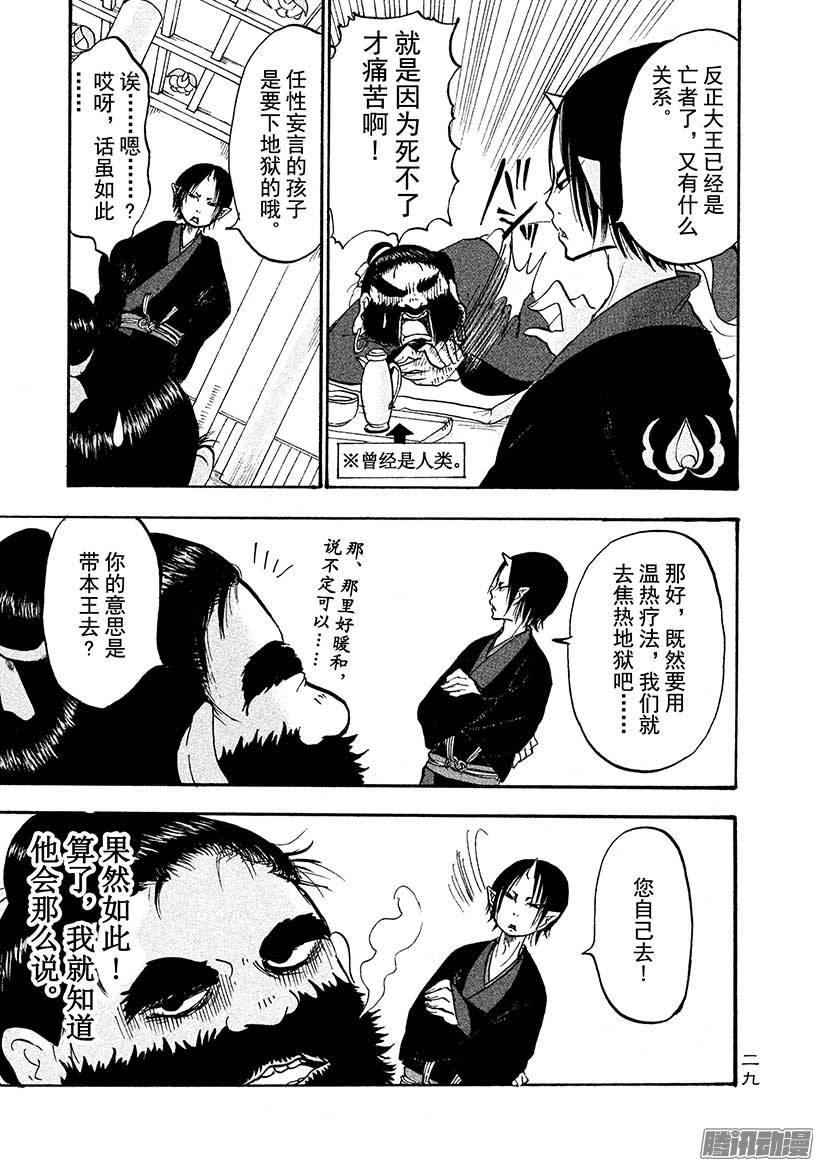 反正大王已经是
亡者了，又有什么
关系。
就是因为死不了
才痛苦啊！
※曾经是人类。
任性妄言的孩子
是要下地狱的哦。
诶……嗯……？
哎呀，话虽如此
……
那好，既然要用
温热疗法，我们就
去焦热地狱吧……
那、那里好暖和，
说不定可以……
你的意思是
带本王去？
您自己去！
果然如此！
算了，我就知道
他会那么说。
二九
腾讯动漫